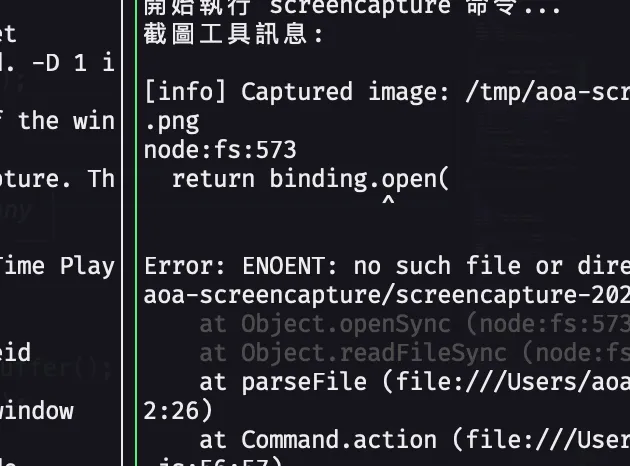 et
d. -D 1 i
f the win
pture. Th
Time Play
eid
window
開始執行 screencapture 命令...
截圖工具訊息:
[info] Captured image: /tmp/aoa-scr
.png
node:fs:573
return binding.open(
^
Error: ENOENT: no such file or dire
aoa-screencapture/screencapture-202
at Object.openSync (node:fs:573
at Object.readFileSync (node:fs
at parseFile (file:///Users/aoa
2:26)
at Command.action (file:///User
.js:56:57)